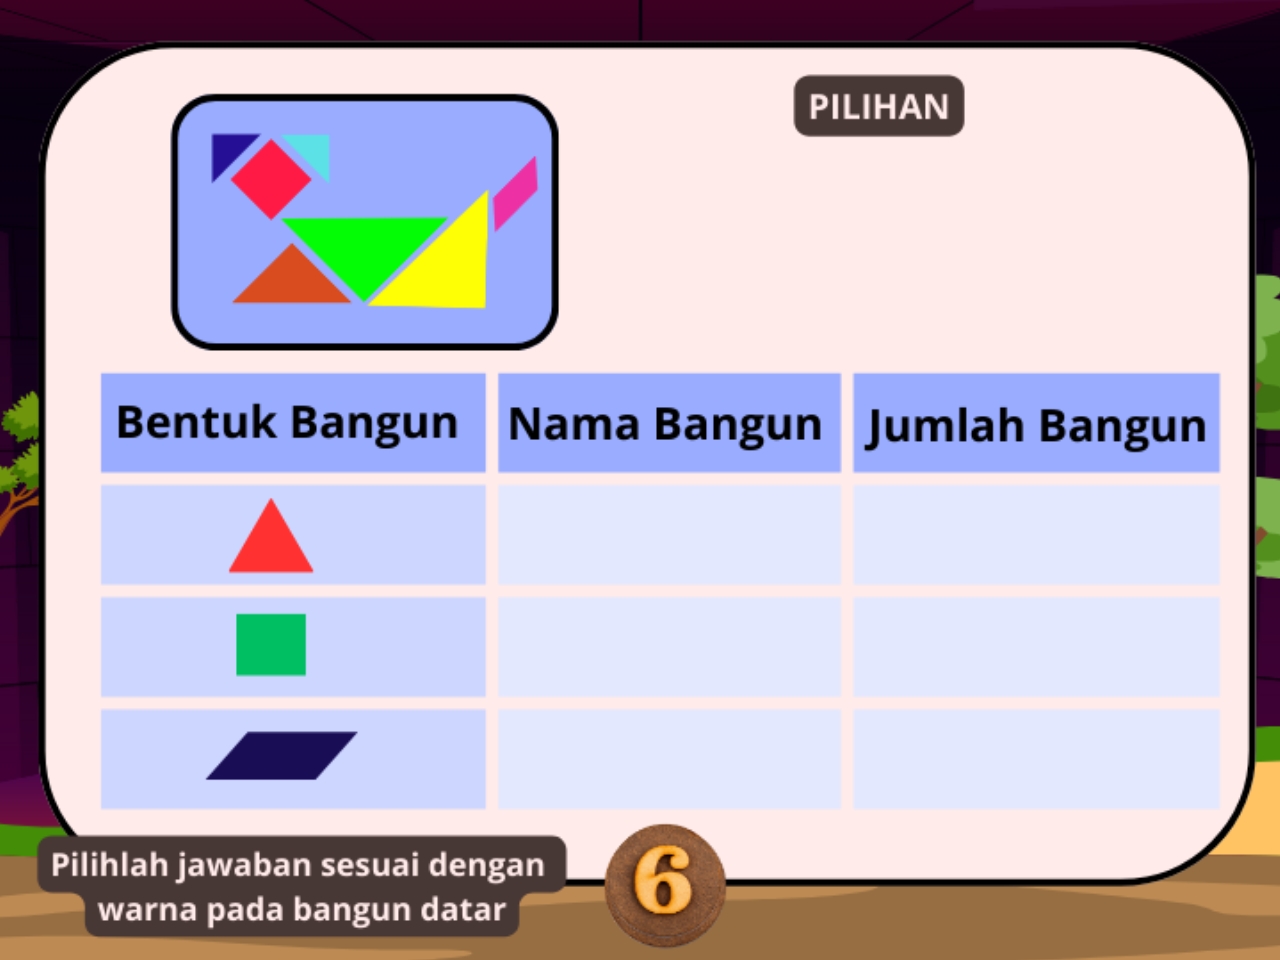 PILIHAN
Bentuk Bangun
Nama Bangun
Jumlah Bangun
Pilihlah jawaban sesuai dengan
warna pada bangun datar
6